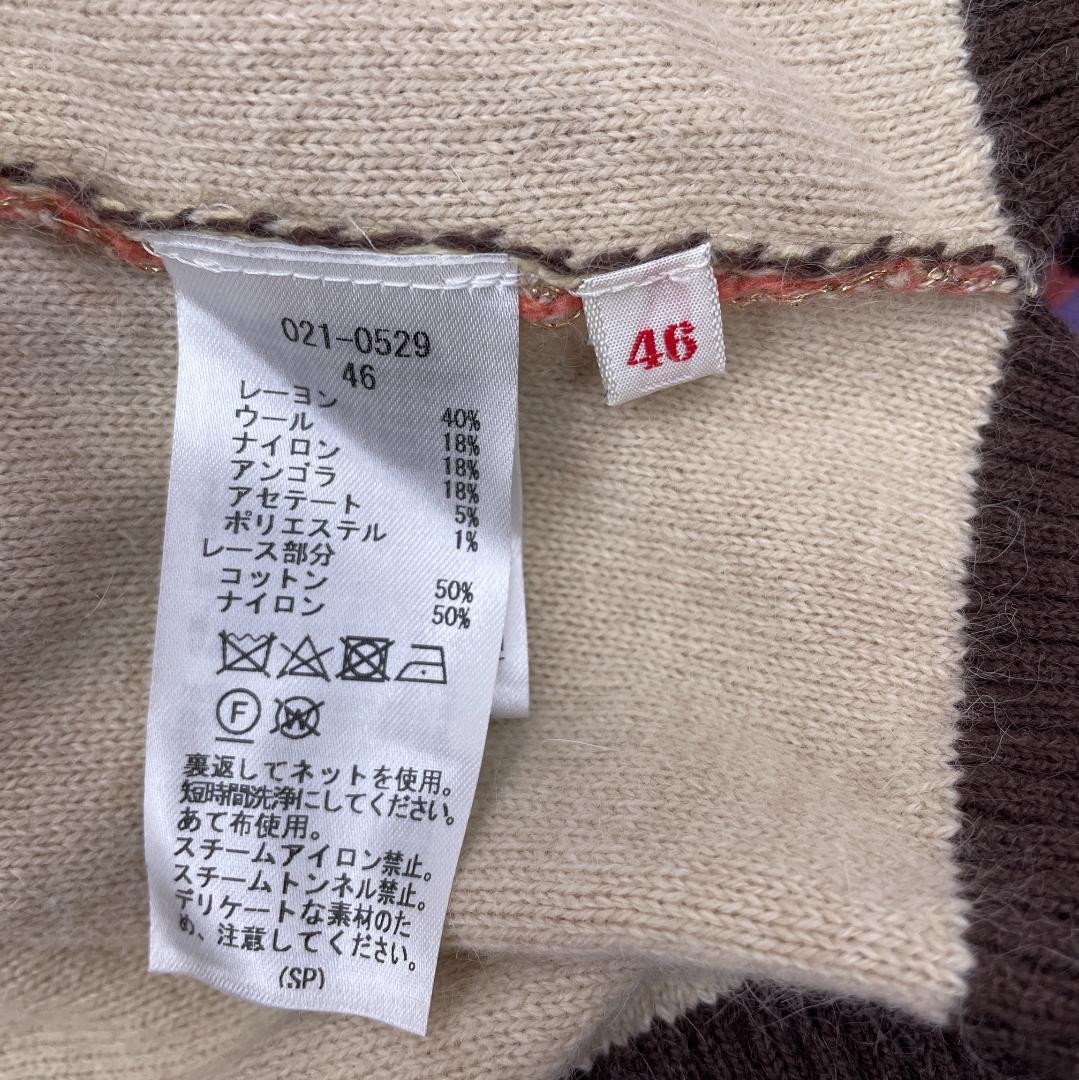 021-0529
46
レーヨン 40%
ウール 18%
ナイロン 18%
アンゴラ 18%
アセテート 5%
ポリエステル 1%
レース部分
コットン 50%
ナイロン 50%
F W
裏返してネットを使用。
短時間洗浄にしてください。
あて布使用。
スチームアイロン禁止。
スチームトンネル禁止。
デリケートな素材のた
め、注意してください。
(SP)
46